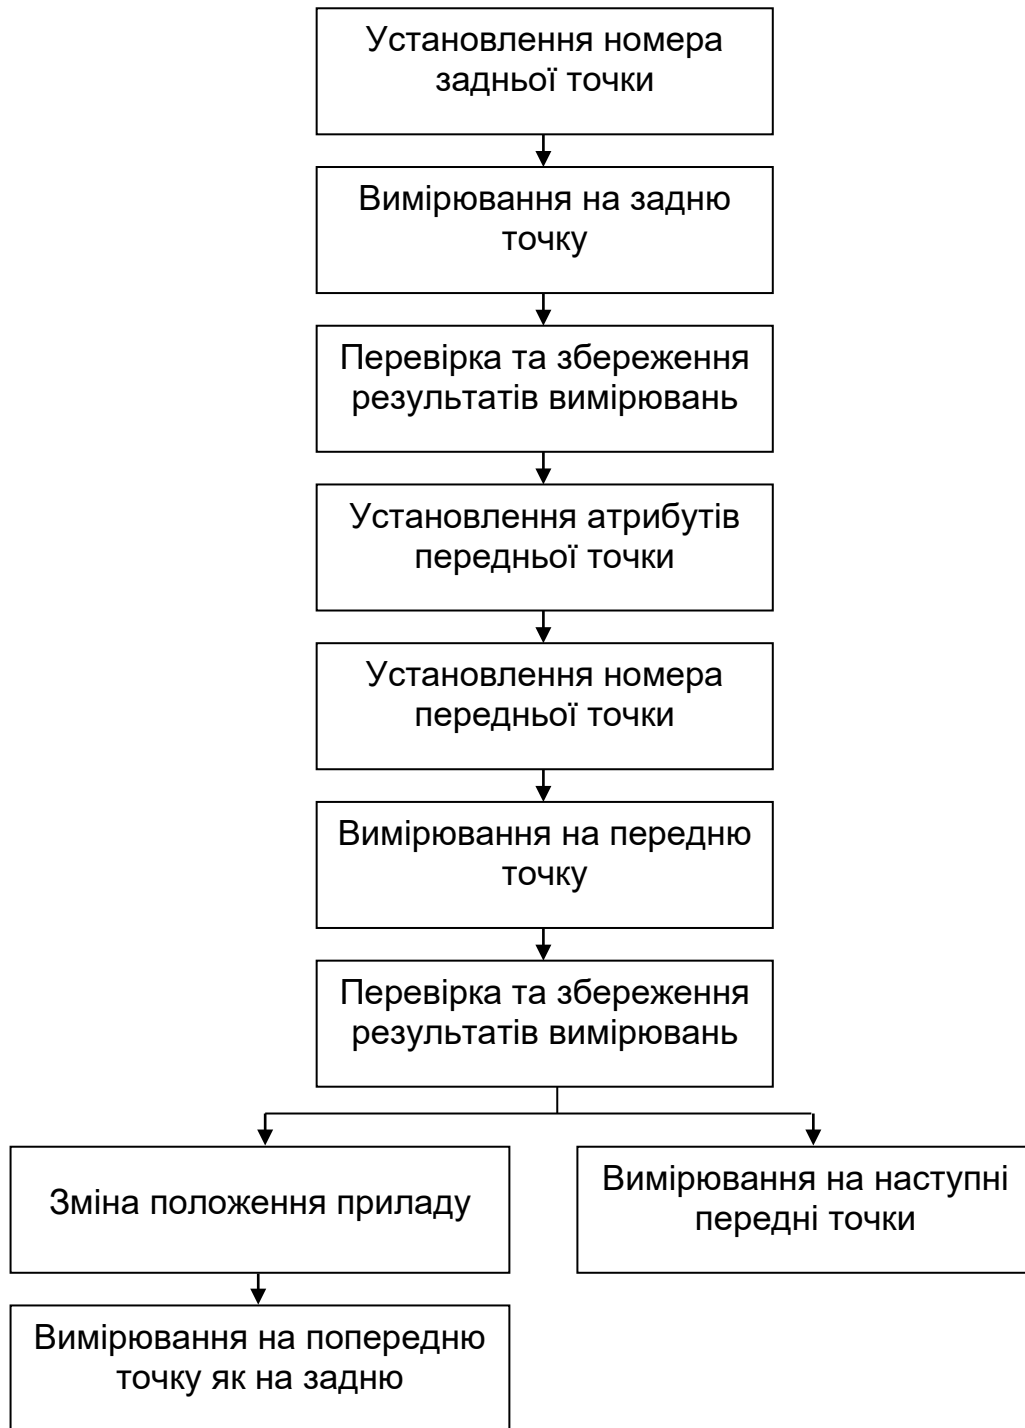 Установлення номера
задньої точки
Вимірювання на задню
точку
Перевірка та збереження
результатів вимірювань
Установлення атрибутів
передньої точки
Установлення номера
передньої точки
Вимірювання на передню
точку
Перевірка та збереження
результатів вимірювань
Зміна положення приладу
Вимірювання на наступні
передні точки
Вимірювання на попередню
точку як на задню